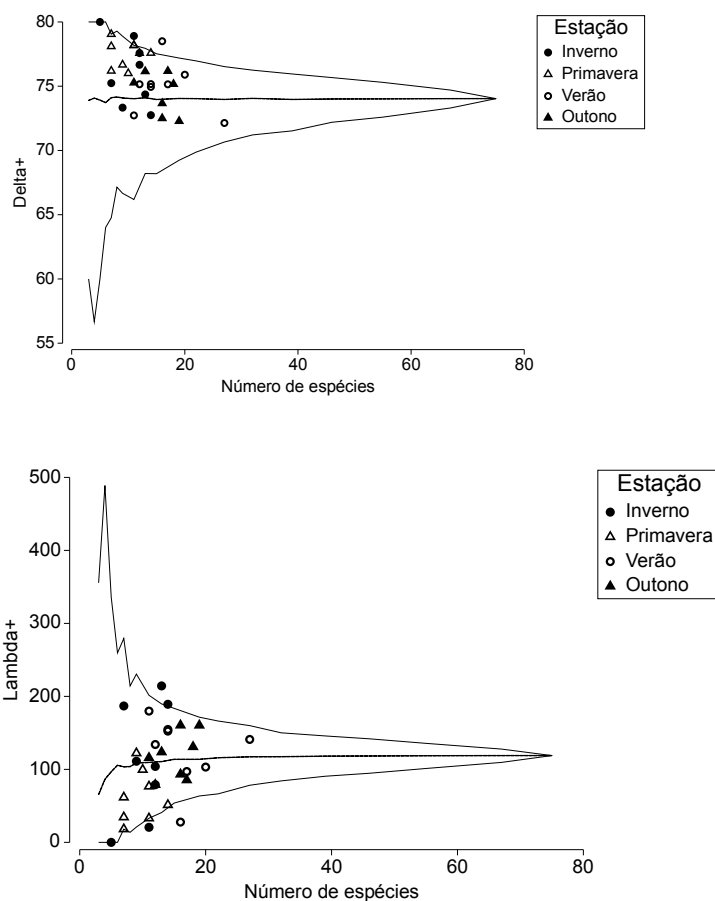 80
75
70
65
60
55
Delta+
0
20
40
60
80
Número de espécies
Estação
Inverno
Primavera
Verão
Outono
500
400
300
200
100
0
Lambda+
0
20
40
60
80
Número de espécies
Estação
Inverno
Primavera
Verão
Outono